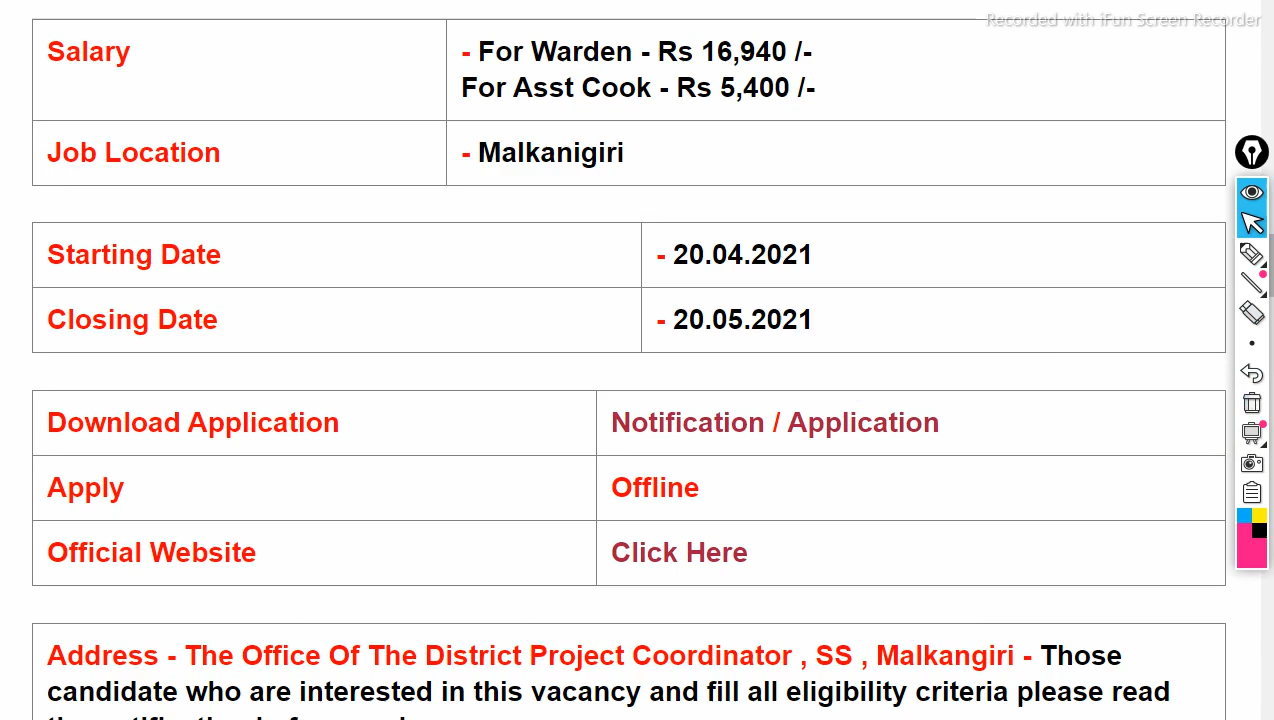 Recorded with iFun Screen Recorder
Salary
- For Warden - Rs 16,940 /-
For Asst Cook - Rs 5,400 /-
Job Location
- Malkanigiri
Starting Date
- 20.04.2021
Closing Date
- 20.05.2021
Download Application
Notification / Application
Apply
Offline
Official Website
Click Here
Address - The Office Of The District Project Coordinator , SS , Malkangiri - Those
candidate who are interested in this vacancy and fill all eligibility criteria please read